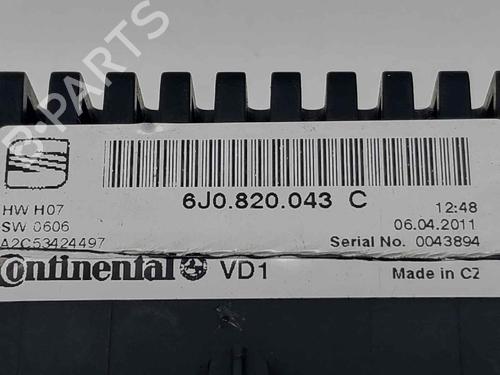 B-PARTS
6J0.820.043 C
HW H07
12:48
SW 0606
06.04.2011
A2C53424497
Serial No. 0043894
Continental VD1
Made in CZ